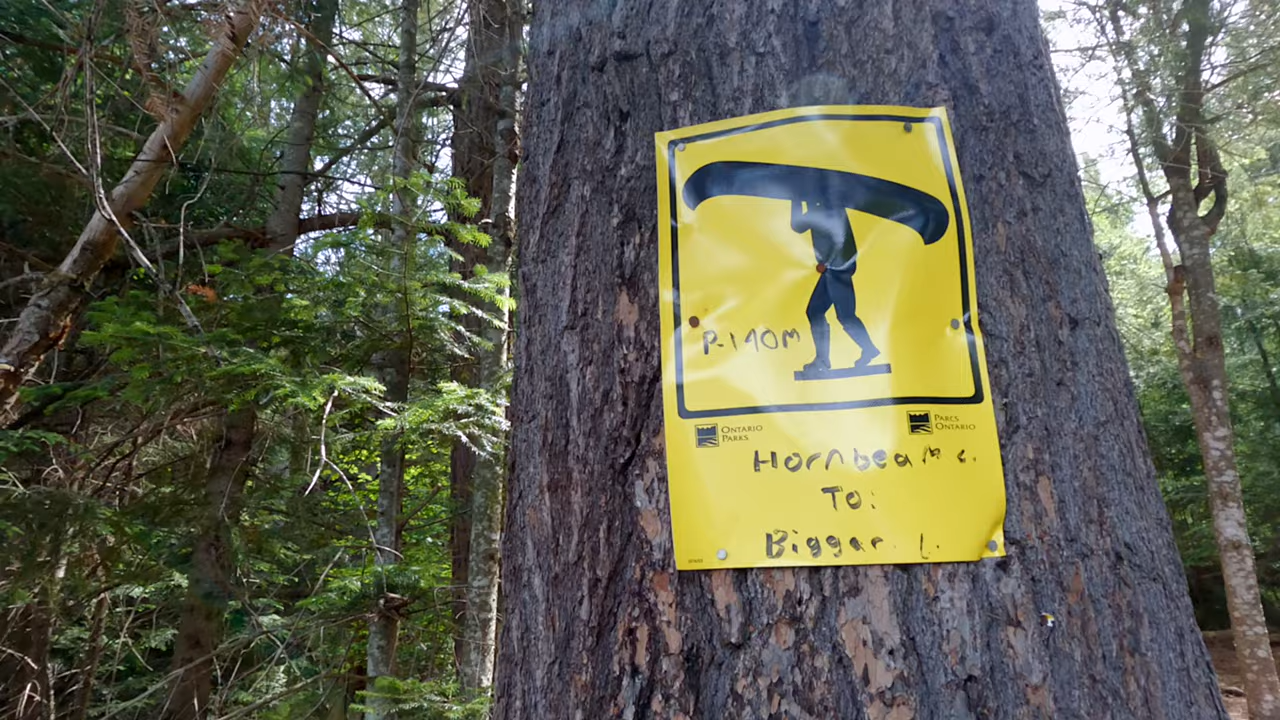 P.140M
ONTARIO PARKS
PARCS ONTARIO
Hornbeam
To:
Biggar L.